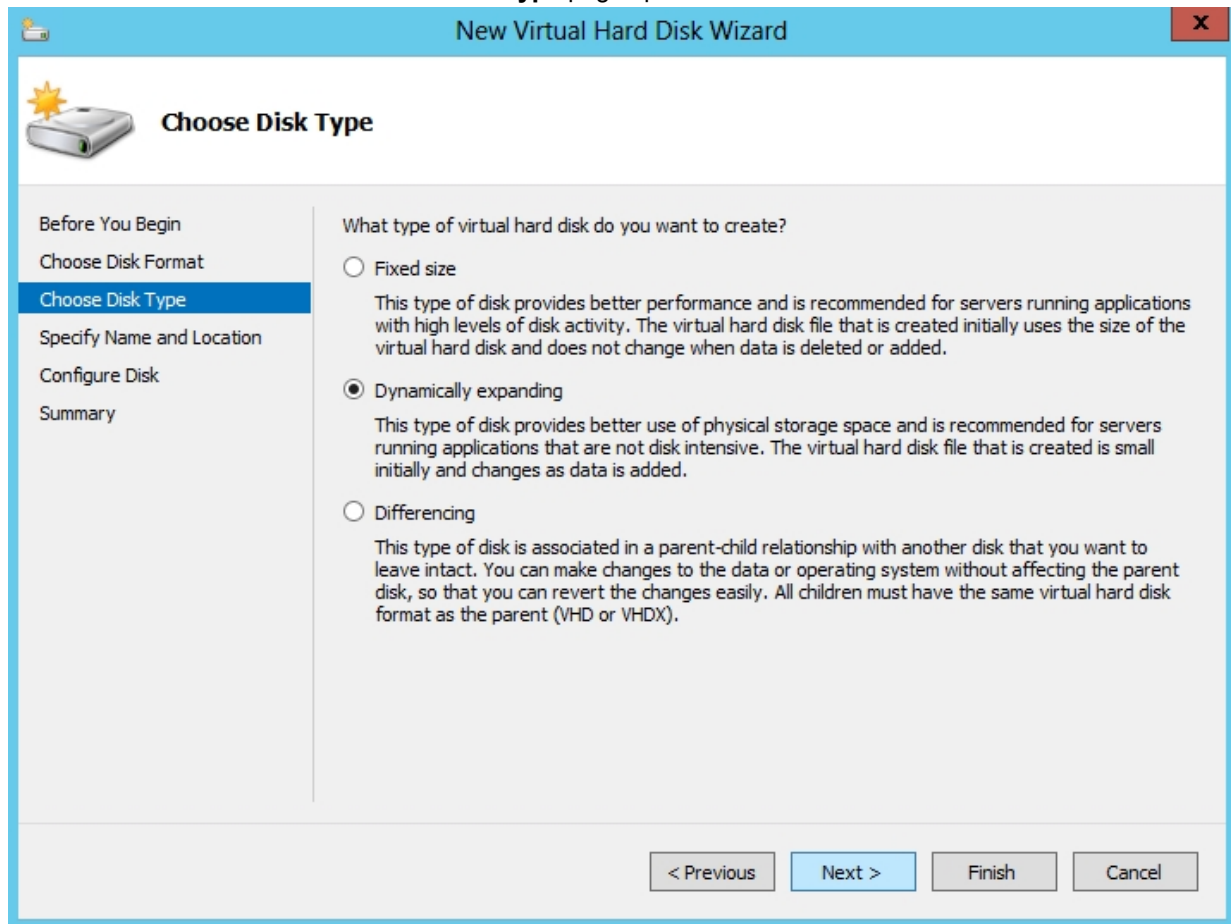 New Virtual Hard Disk Wizard
x
Choose Disk Type
Before You Begin
Choose Disk Format
Choose Disk Type
Specify Name and Location
Configure Disk
Summary
What type of virtual hard disk do you want to create?
Fixed size
This type of disk provides better performance and is recommended for servers running applications
with high levels of disk activity. The virtual hard disk file that is created initially uses the size of the
virtual hard disk and does not change when data is deleted or added.
Dynamically expanding
This type of disk provides better use of physical storage space and is recommended for servers
running applications that are not disk intensive. The virtual hard disk file that is created is small
initially and changes as data is added.
Differencing
This type of disk is associated in a parent-child relationship with another disk that you want to
leave intact. You can make changes to the data or operating system without affecting the parent
disk, so that you can revert the changes easily. All children must have the same virtual hard disk
format as the parent (VHD or VHDX).
< Previous Next > Finish Cancel